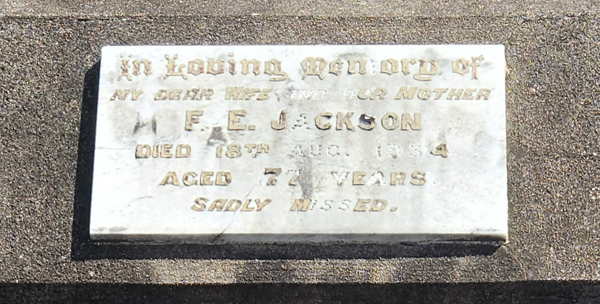 In Loving Memory of
MY DEAR WIFE AND OUR MOTHER
F. E. JACKSON
DIED 18TH AUG. 1954
AGED 77 YEARS.
SADLY MISSED.